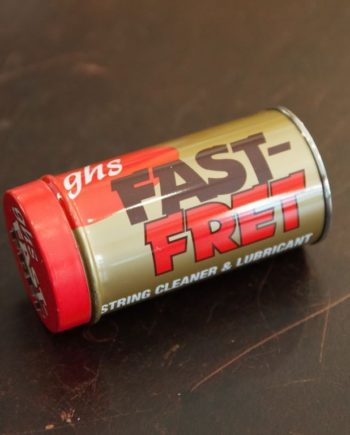 ghs
FAST-
FRET
STRING CLEANER & LUBRICANT